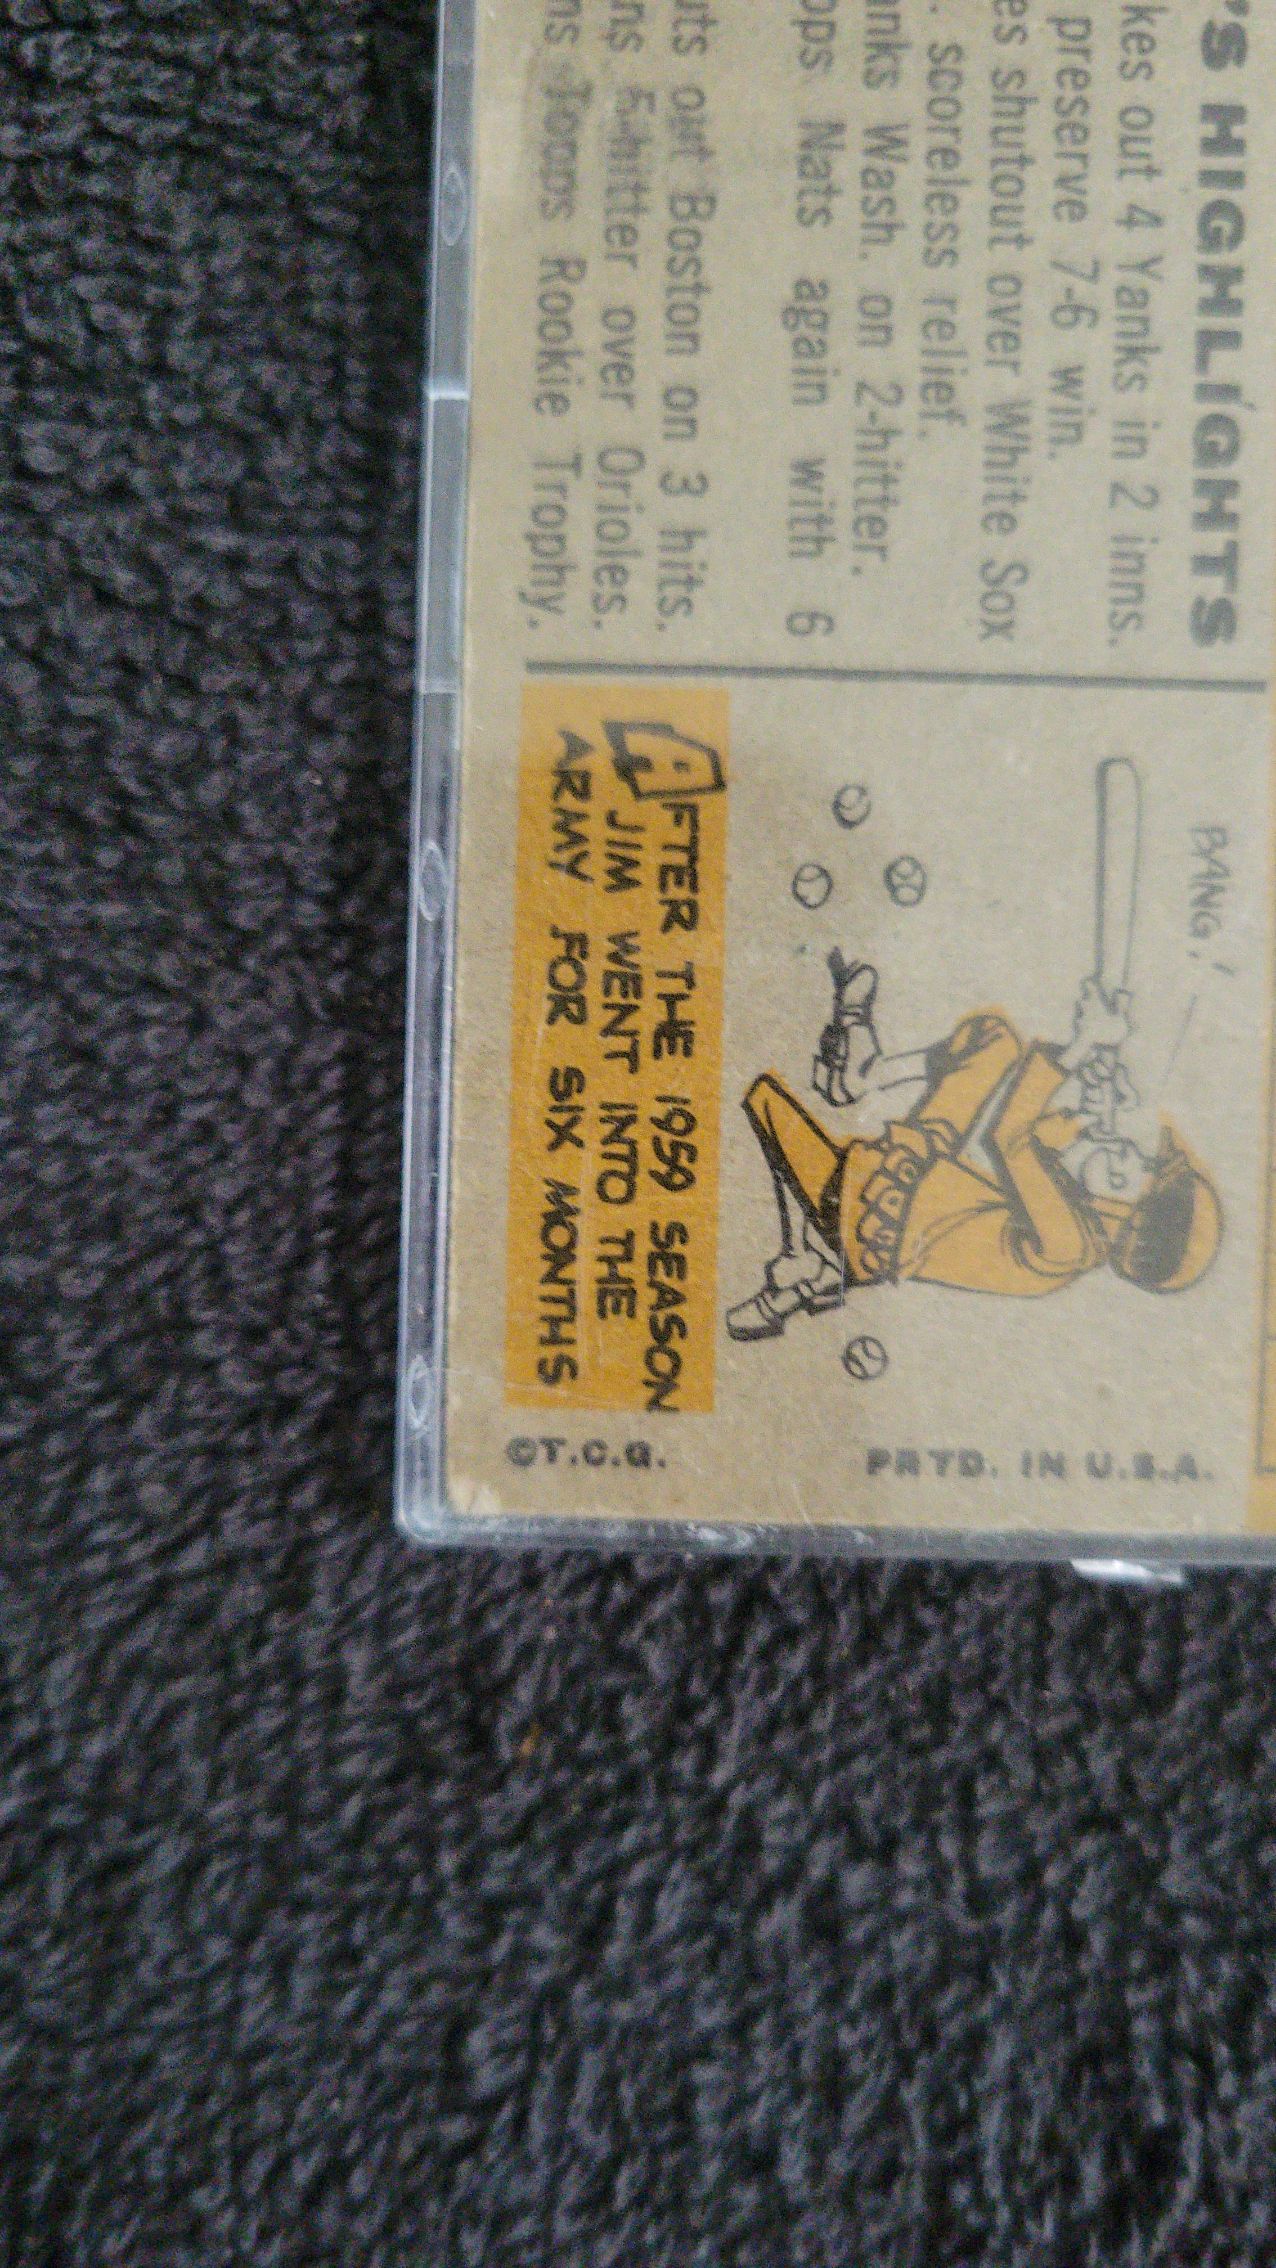 'S HIGHLIGHTS
kes out 4 Yanks in 2 inns.
preserve 7-6 win.
es shutout over White Sox
. scoreless relief.
anks Wash. on 2-hitter.
ops Nats again with 6
uts out Boston on 3 hits.
ns 5-hitter over Orioles.
ns Topps Rookie Trophy.
BANG!
AFTER THE 1959 SEASON
JIM WENT INTO THE
ARMY FOR SIX MONTHS
©T.C.G.
PRTD. IN U.S.A.